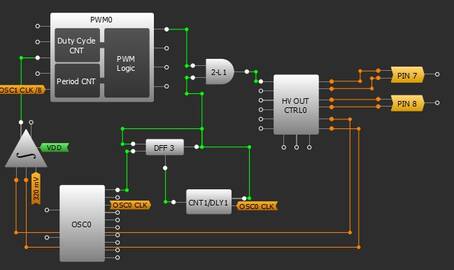 PWM0
Duty Cycle
CNT
PWM
Logic
Period CNT
OSC1 CLK /8
2-L1
HV OUT
CTRL0
PIN 7
PIN 8
VDD
DFF 3
320 mV
OSC0
OSC0 CLK
CNT1/DLY1
OSC0 CLK